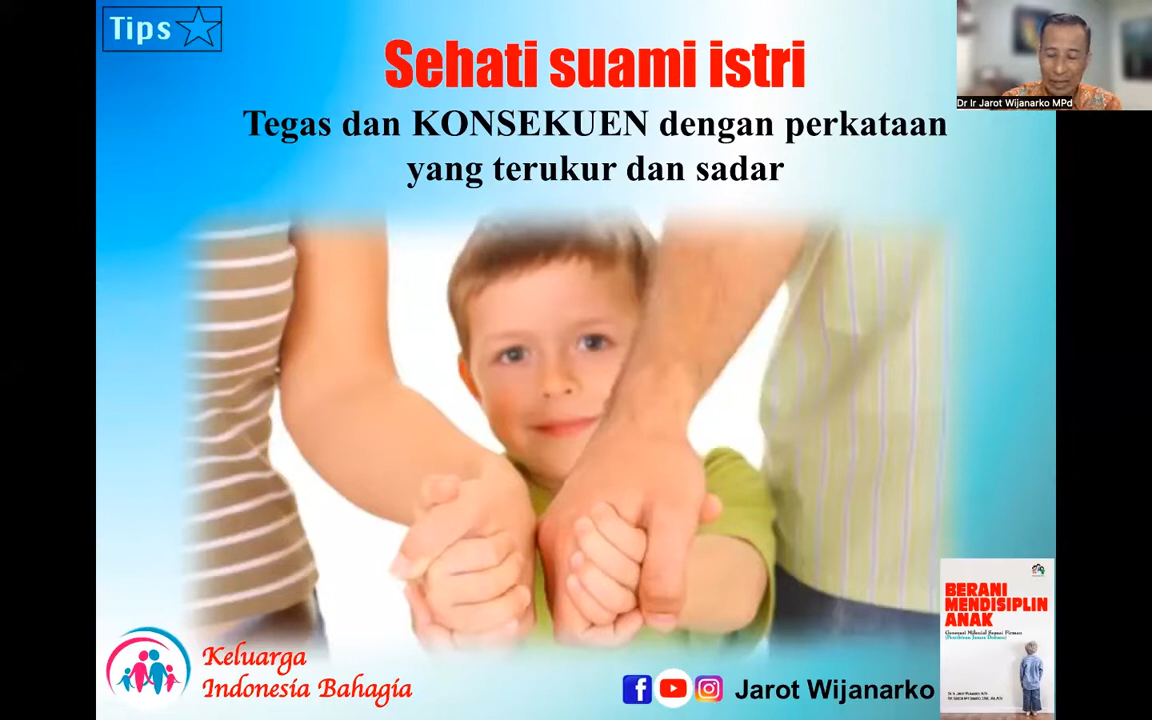 Tips
Dr Ir Jarot Wijanarko MPd
Sehati suami istri
Tegas dan KONSEKUEN dengan perkataan
yang terukur dan sadar
BERANI
MENDISIPLIN
ANAK
Keluarga
Indonesia Bahagia
Jarot Wijanarko